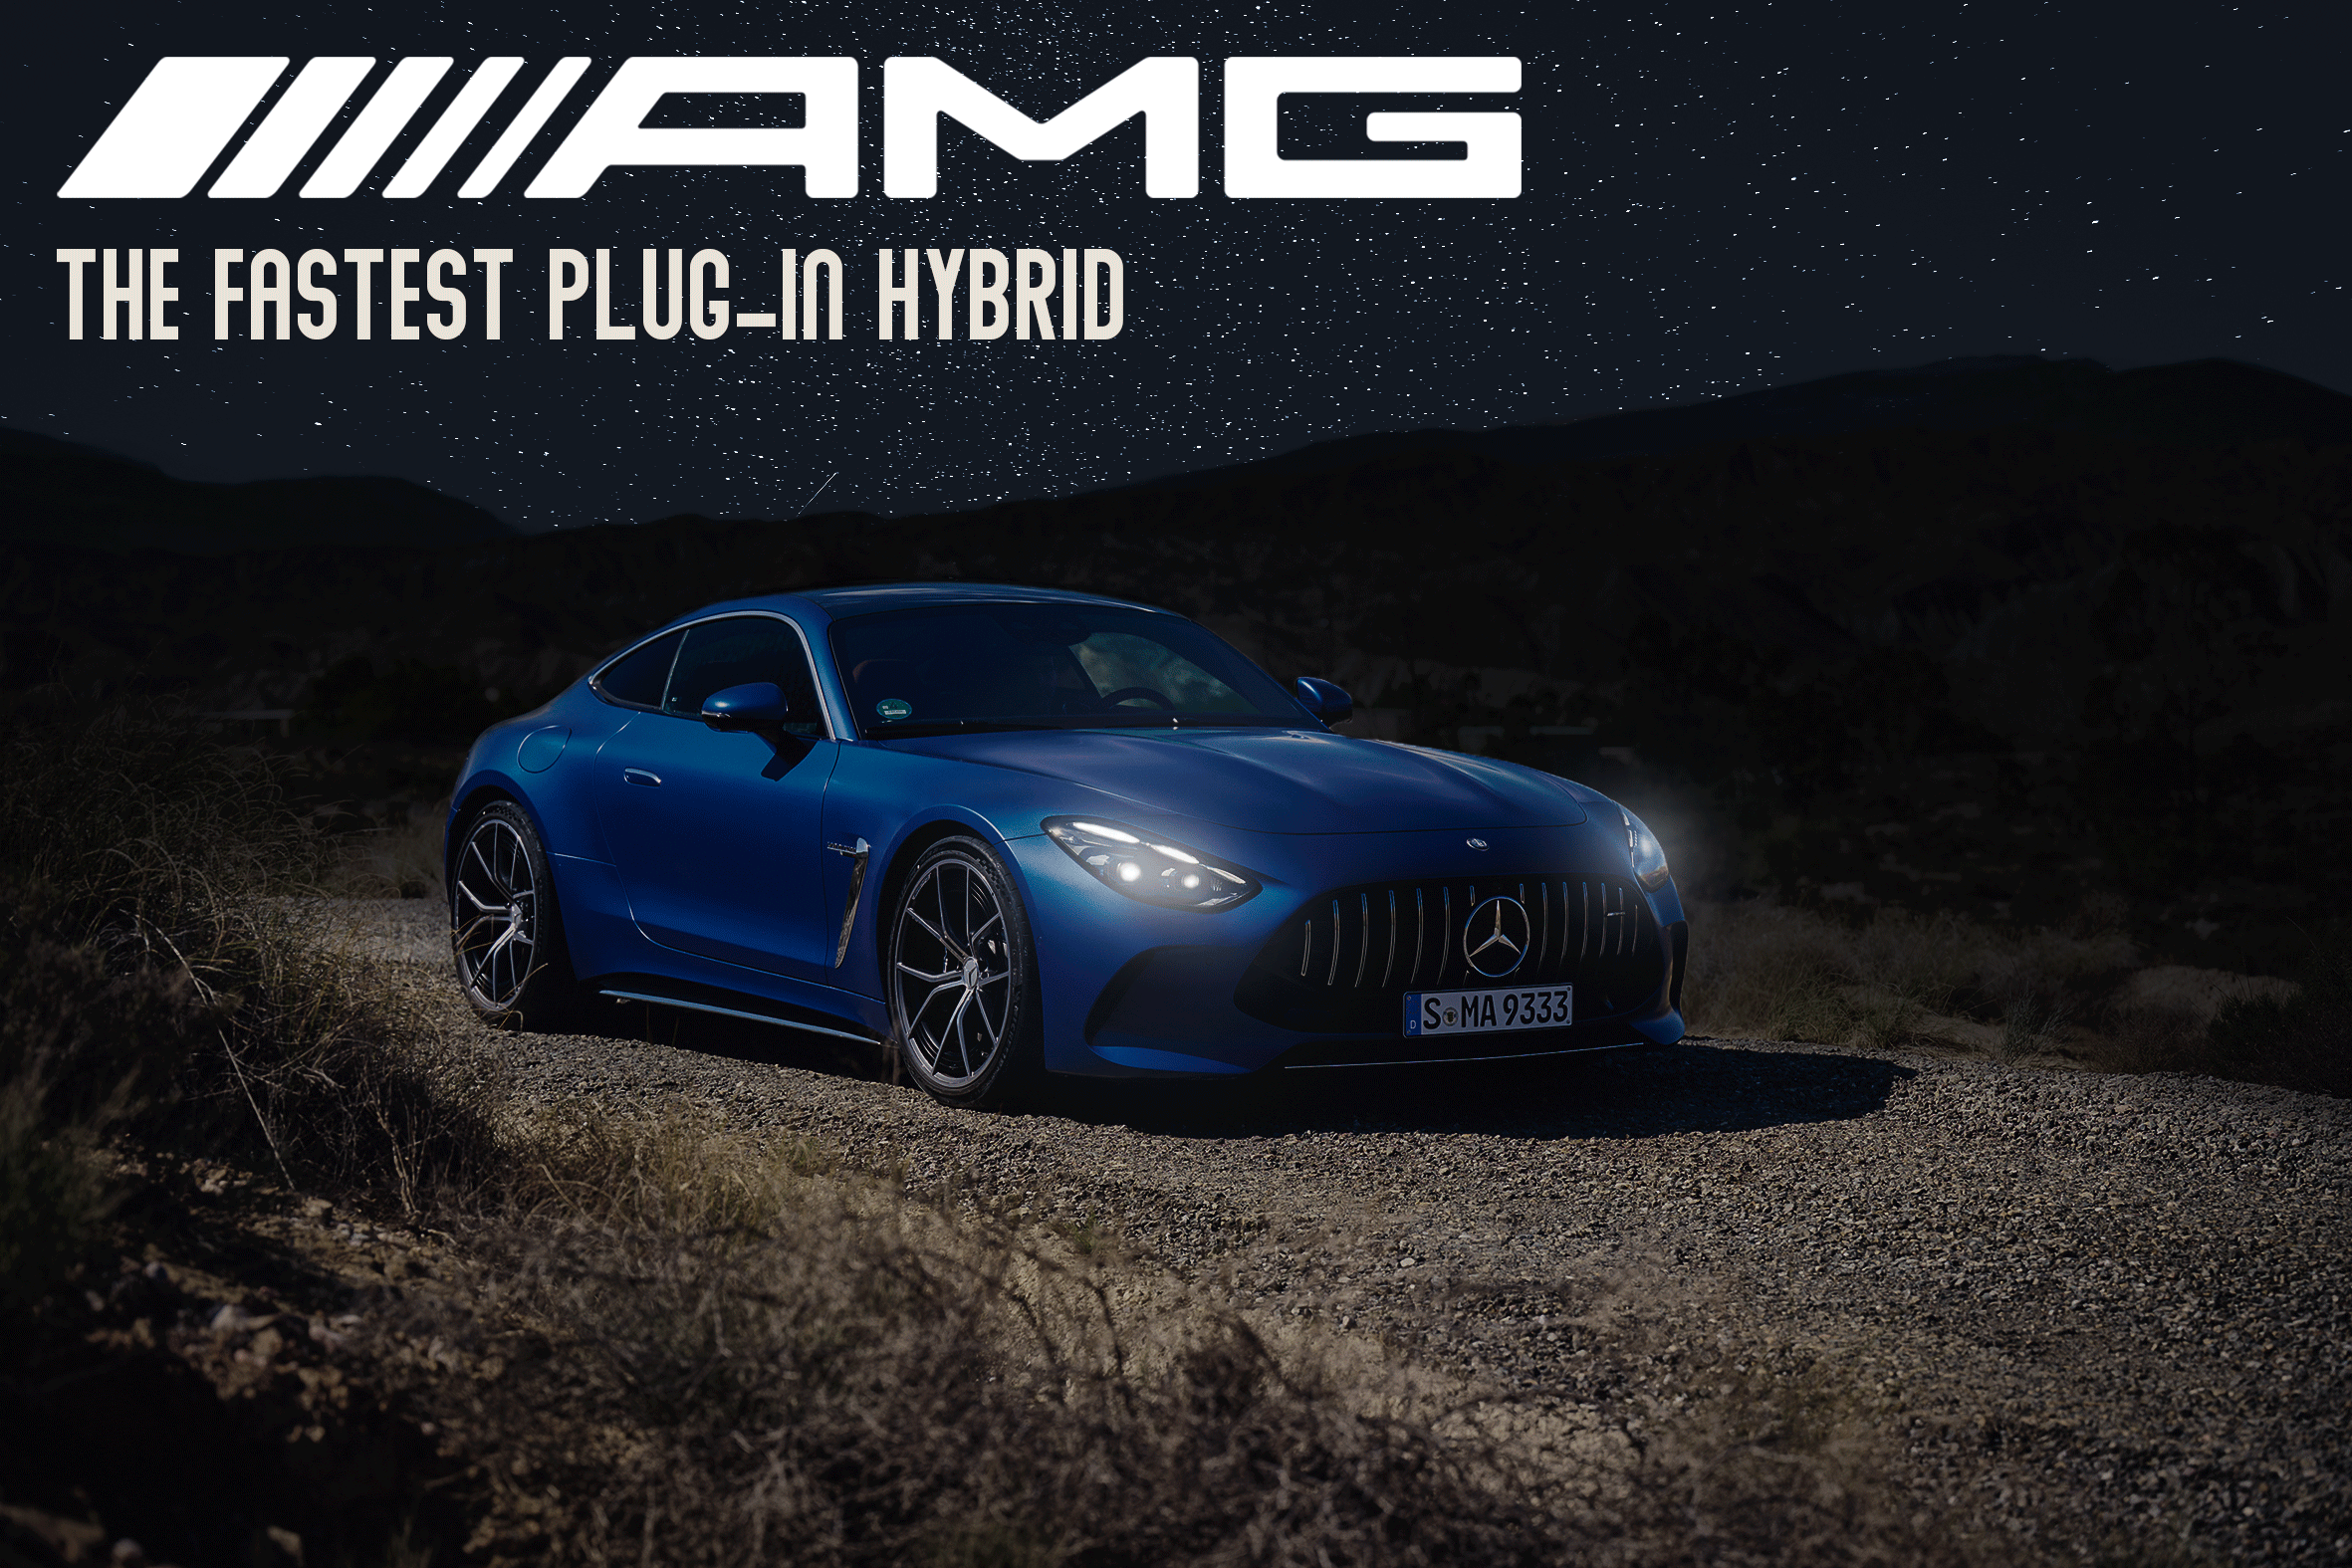 AMG
THE FASTEST PLUG-IN HYBRID
S MA 9333
D